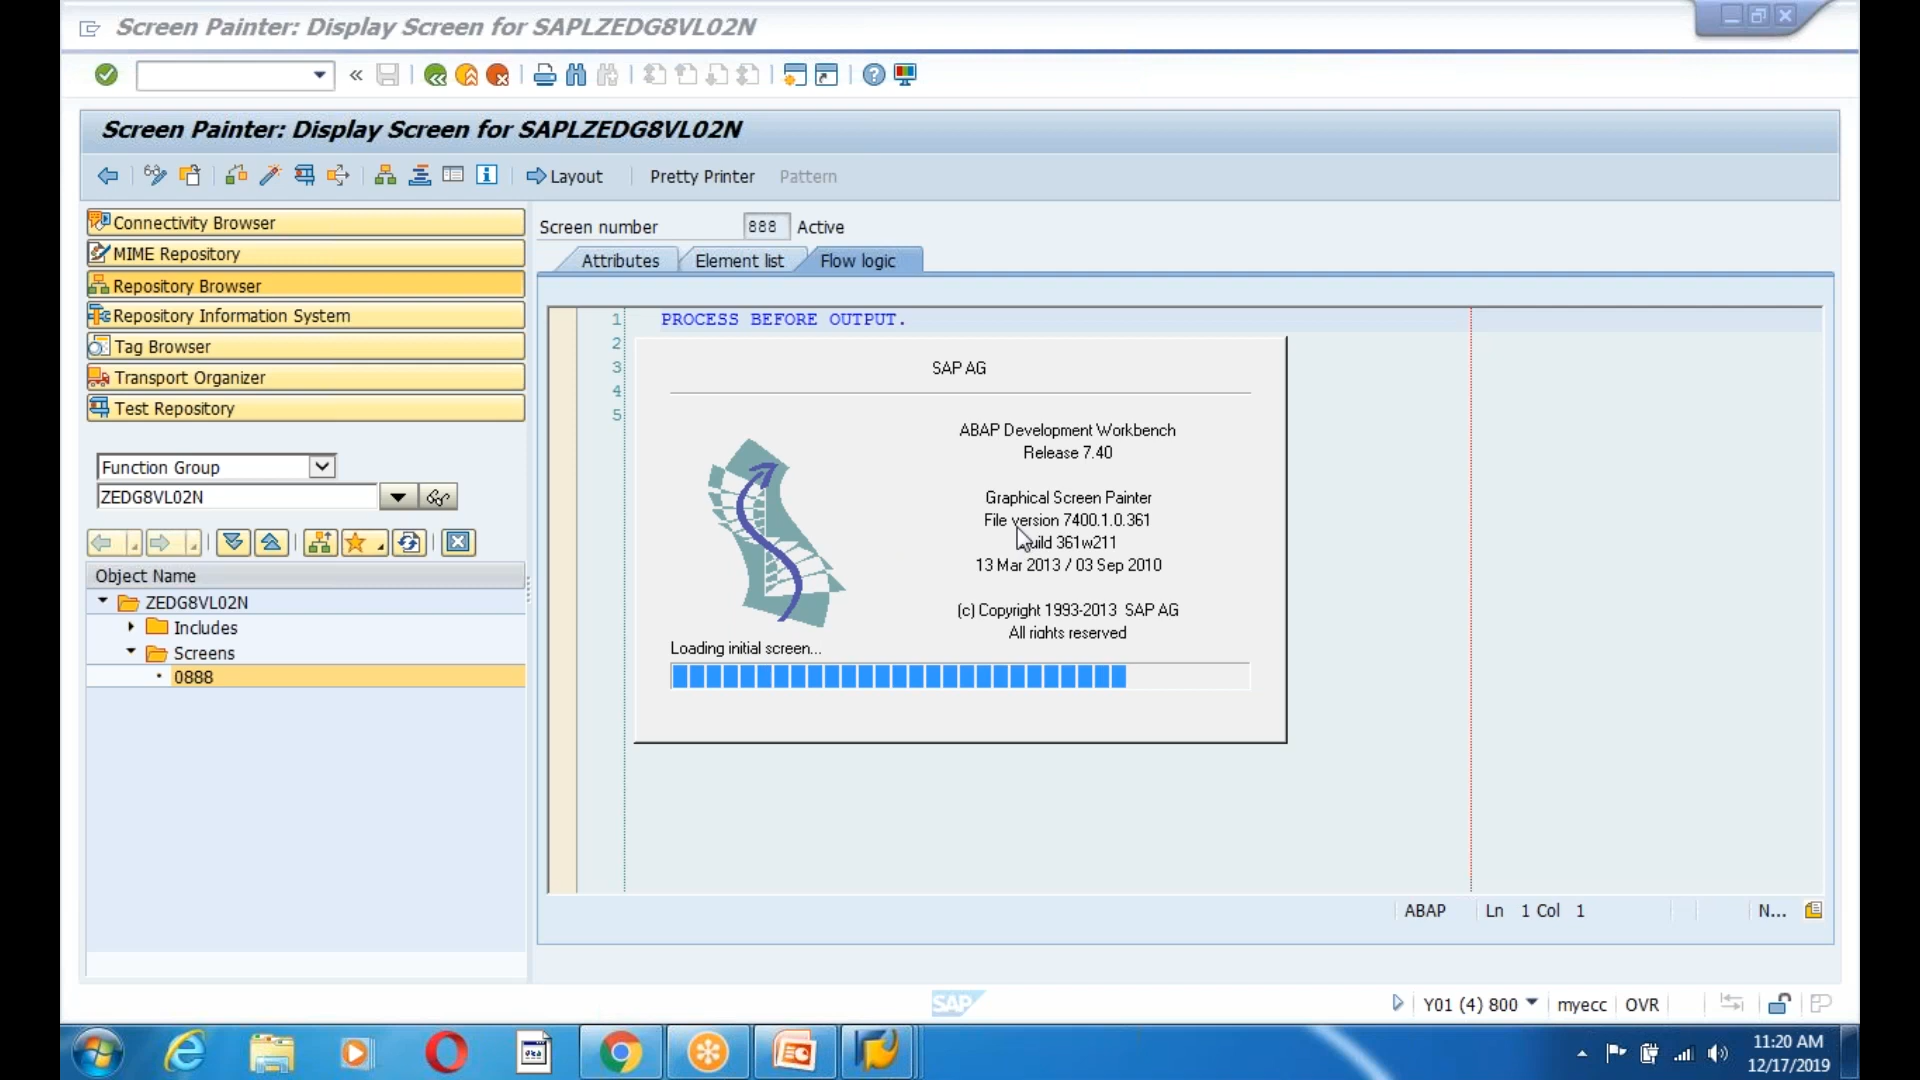 Screen Painter: Display Screen for SAPLZEDG8VL02N
Screen Painter: Display Screen for SAPLZEDG8VL02N
Layout
Pretty Printer
Pattern
Connectivity Browser
MIME Repository
Repository Browser
Repository Information System
Tag Browser
Transport Organizer
Test Repository
Function Group
ZEDG8VL02N
Object Name
ZEDG8VL02N
Includes
Screens
0888
Screen number 888 Active
Attributes
Element list
Flow logic
1 PROCESS BEFORE OUTPUT.
2
3
4
5
SAP AG
ABAP Development Workbench
Release 7.40
Graphical Screen Painter
File version 7400.1.0.361
uild 361w211
13 Mar 2013 / 03 Sep 2010
(c) Copyright 1993-2013 SAP AG
All rights reserved
Loading initial screen...
ABAP
Ln 1 Col 1
N...
SAP
Y01 (4) 800
myecc
OVR
11:20 AM
12/17/2019